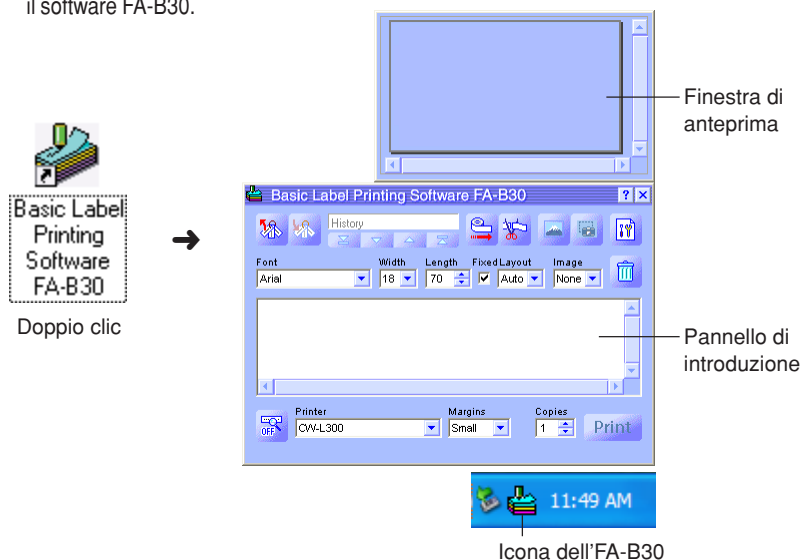 il software FA-B30.
Finestra di
anteprima
Basic Label
Printing
Software
FA-B30
Doppio clic
Basic Label Printing Software FA-B30
History
Font Width Length Fixed Layout Image
Arial 18 70 Auto None
Pannello di
introduzione
OFF
Printer Margins Copies
CW-L300 Small 1 Print
11:49 AM
Icona dell'FA-B30